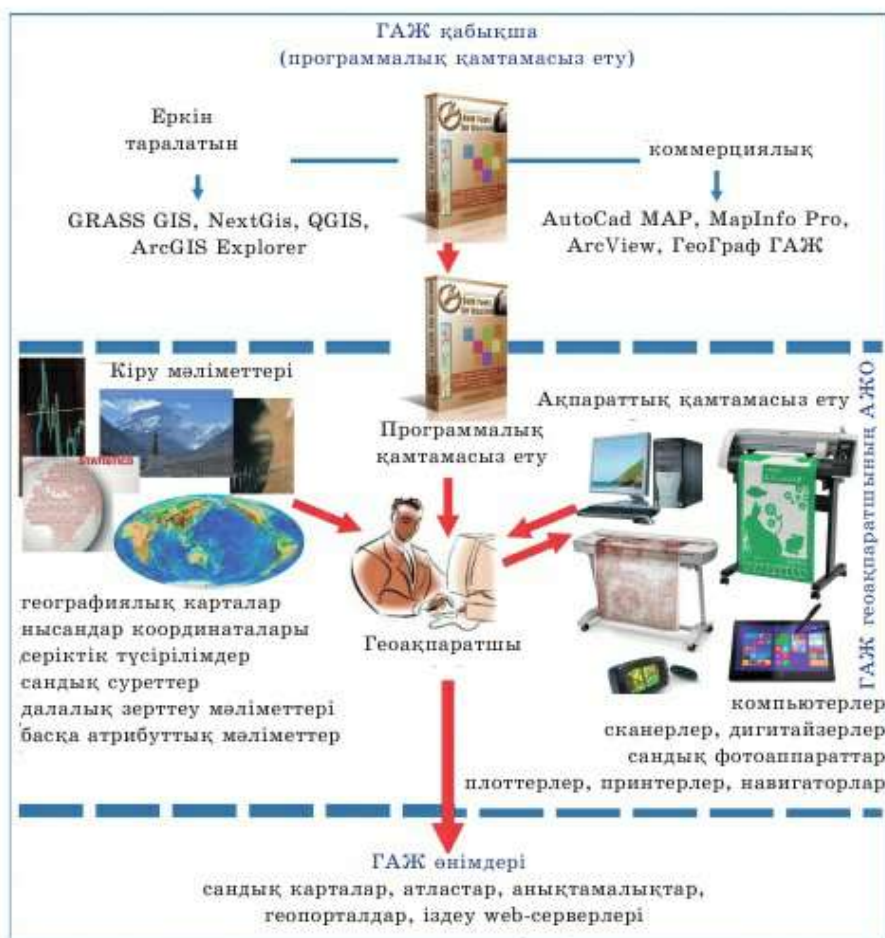 ГАЖ қабықша
(программалық қамтамасыз ету)
Еркін
таралатын
коммерциялық
GRASS GIS, NextGis, QGIS,
ArcGIS Explorer
AutoCad MAP, MapInfo Pro,
ArcView, ГеоГраф ГАЖ
Кіру мәліметтері
STATISTICS
Программалық
қамтамасыз ету
Ақпараттық қамтамасыз ету
ГАЖ геоақпаратшының АЖО
Геоақпаратшы
географиялық карталар
нысандар координаталары
серіктік түсірілімдер
сандық суреттер
далалық зерттеу мәліметтері
басқа атрибуттық мәліметтер
компьютерлер
сканерлер, дигитайзерлер
сандық фотоаппараттар
плоттерлер, принтерлер, навигаторлар
ГАЖ өнімдері
сандық карталар, атластар, анықтамалықтар,
геопорталдар, іздеу web-серверлері